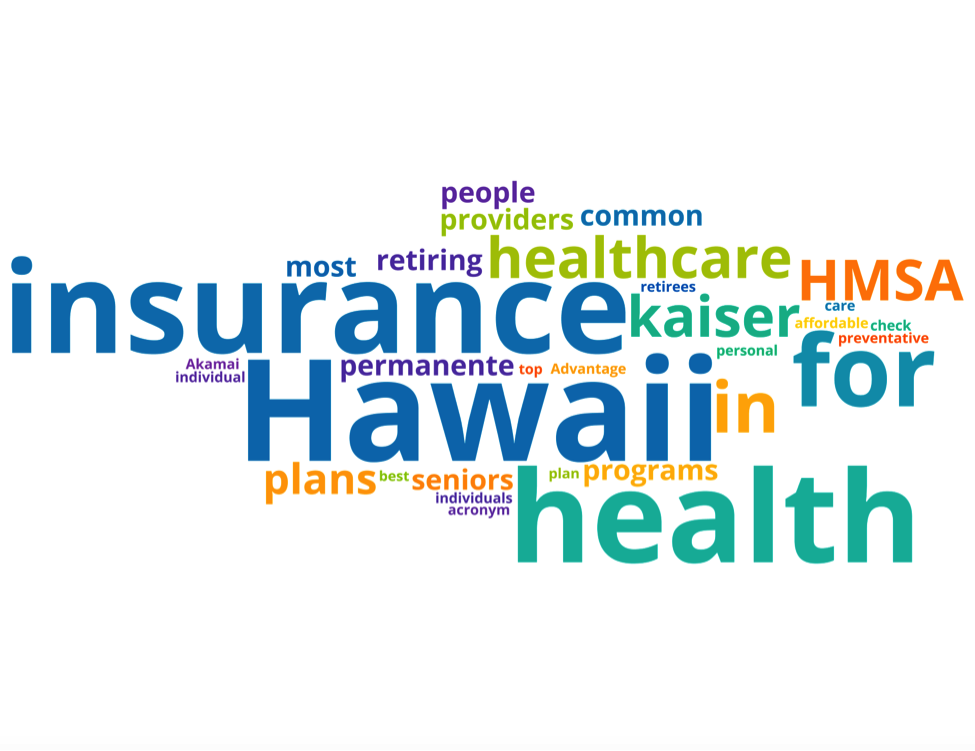 people
providers common
most retiring healthcare HMSA
insurance retirees care
kaiser affordable check
preventative
personal for
Akamai permanente top Advantage
individual Hawaii in
plans best seniors plan programs
individuals health
acronym